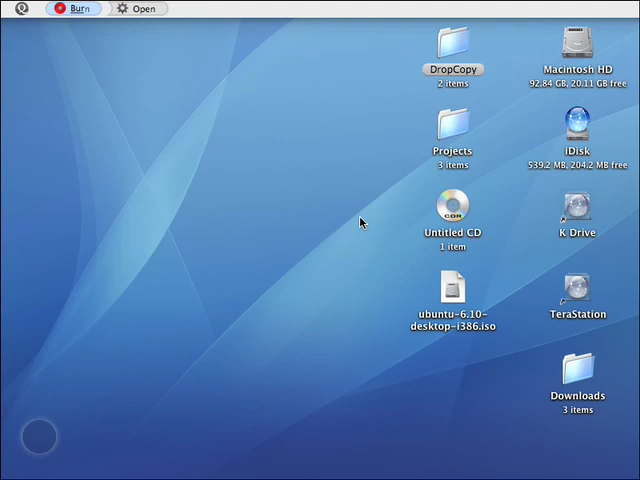 Burn
Open
DropCopy
2 items
Macintosh HD
92.84 GB, 20.11 GB free
Projects
3 items
iDisk
539.2 MB, 204.2 MB free
CDR
Untitled CD
1 item
K Drive
ubuntu-6.10-
desktop-i386.iso
TeraStation
Downloads
3 items